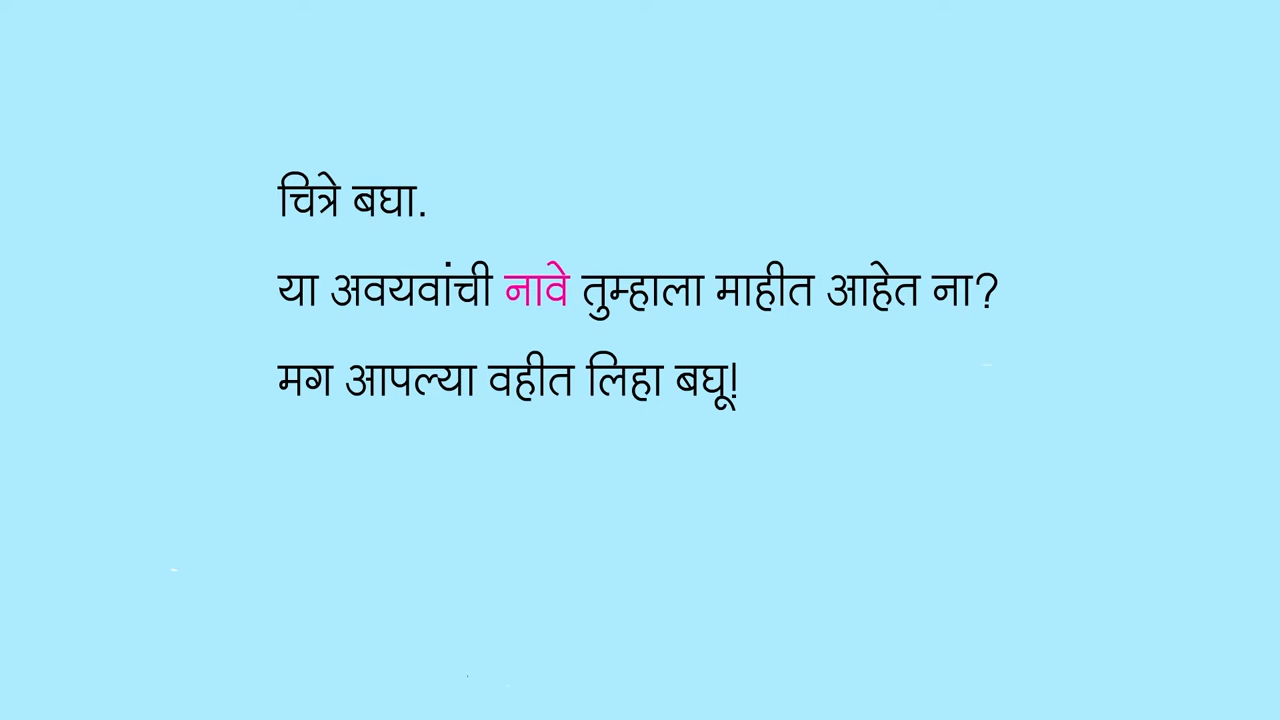 चित्रे बघा.
या अवयवांची नावे तुम्हाला माहीत आहेत ना?
मग आपल्या वहीत लिहा बघू!